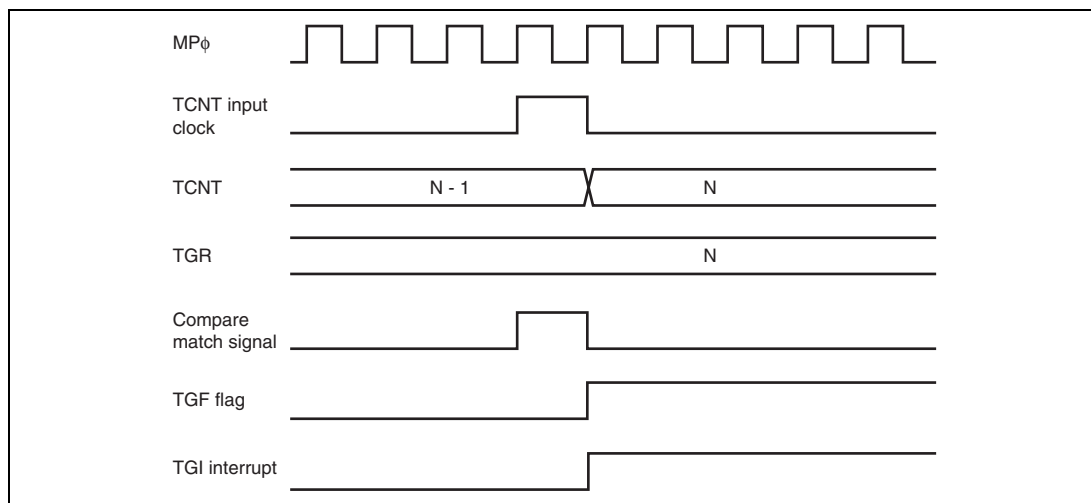 MPϕ
TCNT input
clock
TCNT
N - 1
N
TGR
N
Compare
match signal
TGF flag
TGI interrupt